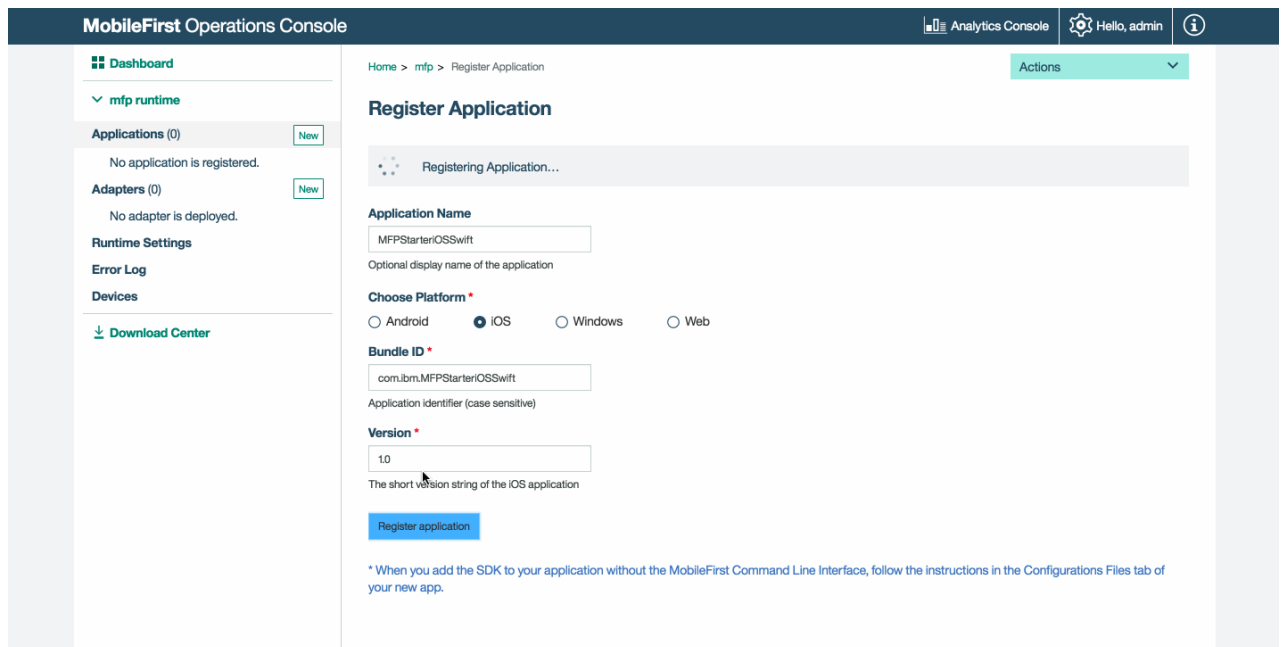 MobileFirst Operations Console
Analytics Console
Hello, admin
Dashboard
mfp runtime
Applications (0)
New
No application is registered.
Adapters (0)
New
No adapter is deployed.
Runtime Settings
Error Log
Devices
Download Center
Home > mfp > Register Application
Actions
Register Application
Registering Application...
Application Name
MFPStarteriOSSwift
Optional display name of the application
Choose Platform *
Android iOS Windows Web
Bundle ID *
com.ibm.MFPStarteriOSSwift
Application identifier (case sensitive)
Version *
1.0
The short version string of the iOS application
Register application
* When you add the SDK to your application without the MobileFirst Command Line Interface, follow the instructions in the Configurations Files tab of
your new app.